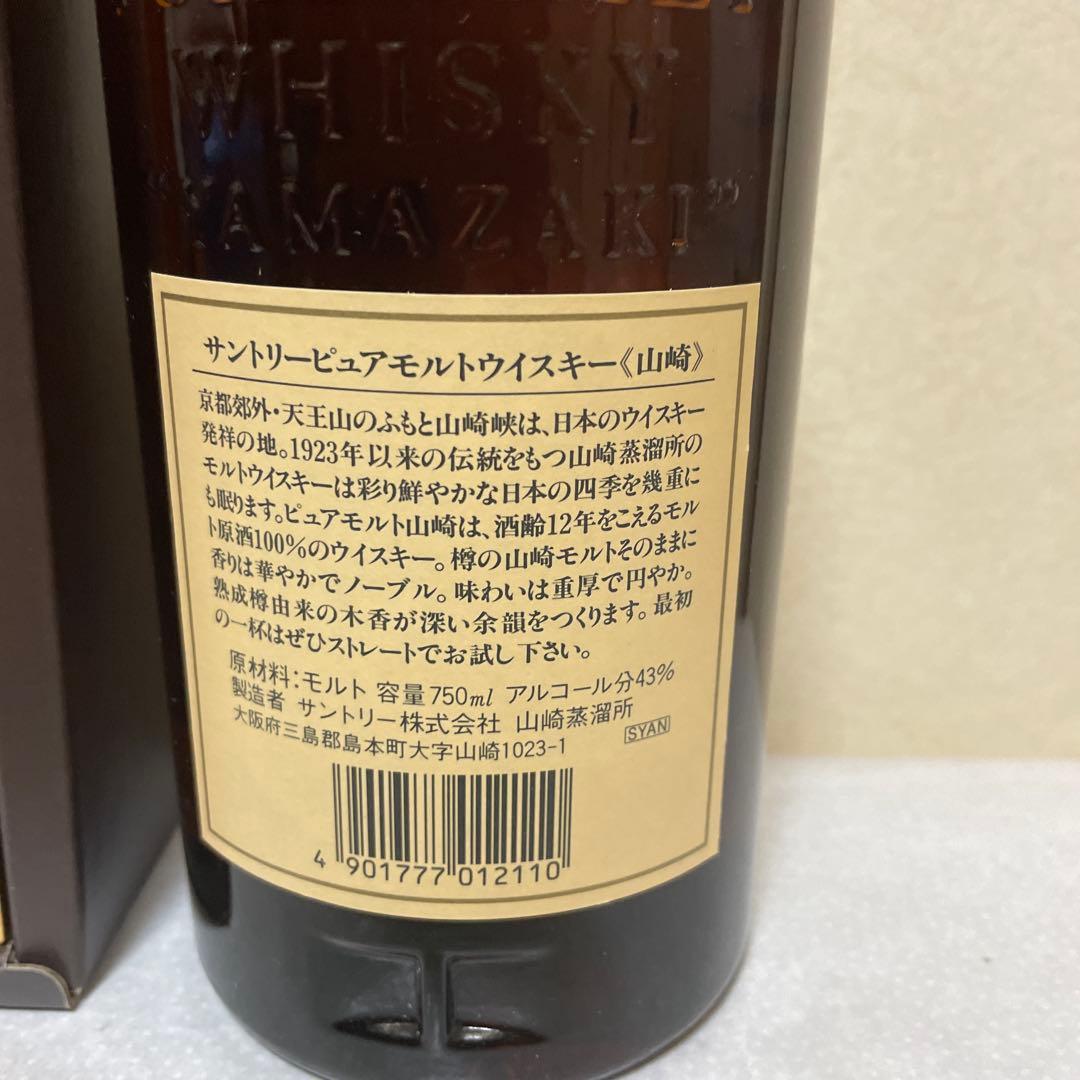 WHISKY
"YAMAZAKI"
サントリーピュアモルトウイスキー《山崎》
京都郊外・天王山のふもと山崎峡は、日本のウイスキー
発祥の地。1923年以来の伝統をもつ山崎蒸溜所の
モルトウイスキーは彩り鮮やかな日本の四季を幾重に
も眠ります。ピュアモルト山崎は、酒齢12年をこえるモル
ト原酒100%のウイスキー。樽の山崎モルトそのままに
香りは華やかでノーブル。味わいは重厚で円やか。
熟成樽由来の木香が深い余韻をつくります。最初
の一杯はぜひストレートでお試し下さい。
原材料:モルト 容量750ml アルコール分43%
製造者 サントリー株式会社 山崎蒸溜所
大阪府三島郡島本町大字山崎1023-1
SYAN
4 901777 012110